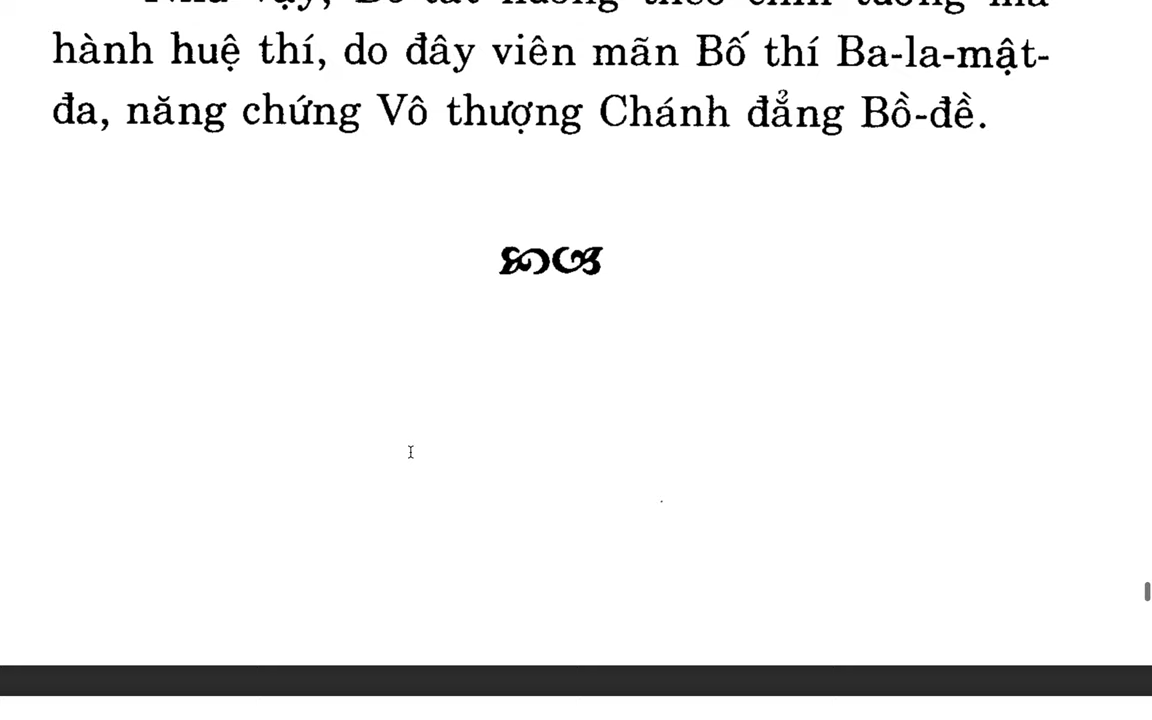 hành huệ thí, do đây viên mãn Bố thí Ba-la-mật-
đa, năng chứng Vô thượng Chánh đẳng Bồ-đề.